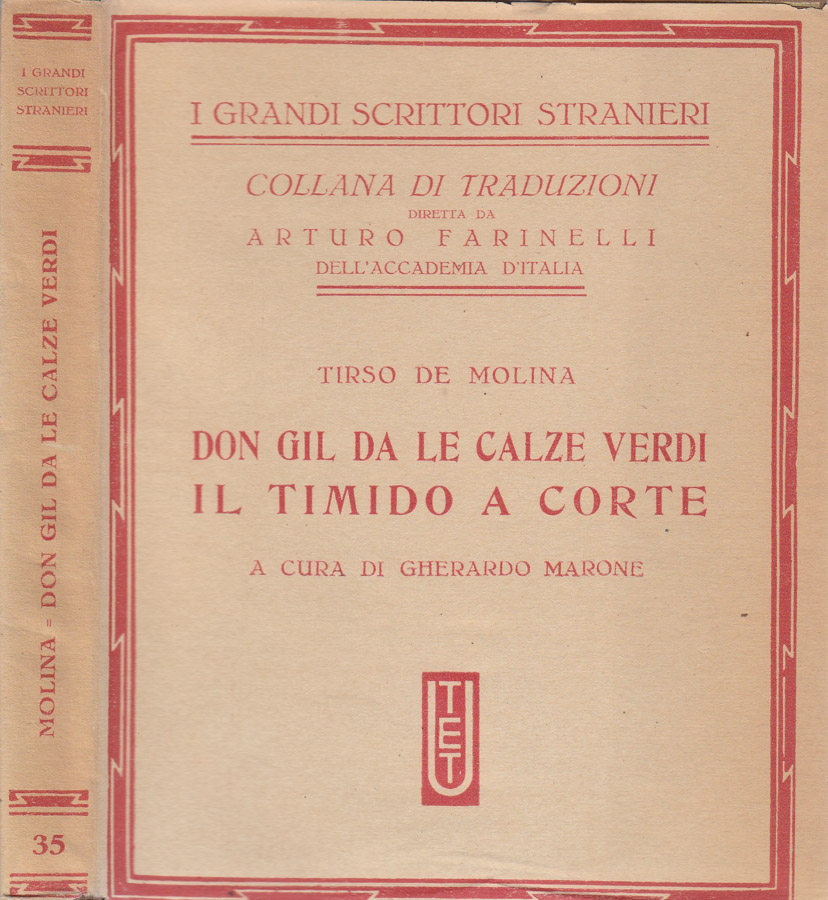 I GRANDI
SCRITTORI
STRANIERI
MOLINA = DON GIL DA LE CALZE VERDI
35
I GRANDI SCRITTORI STRANIERI
COLLANA DI TRADUZIONI
DIRETTA DA
ARTURO FARINELLI
DELL'ACCADEMIA D'ITALIA
TIRSO DE MOLINA
DON GIL DA LE CALZE VERDI
IL TIMIDO A CORTE
A CURA DI GHERARDO MARONE
UTET